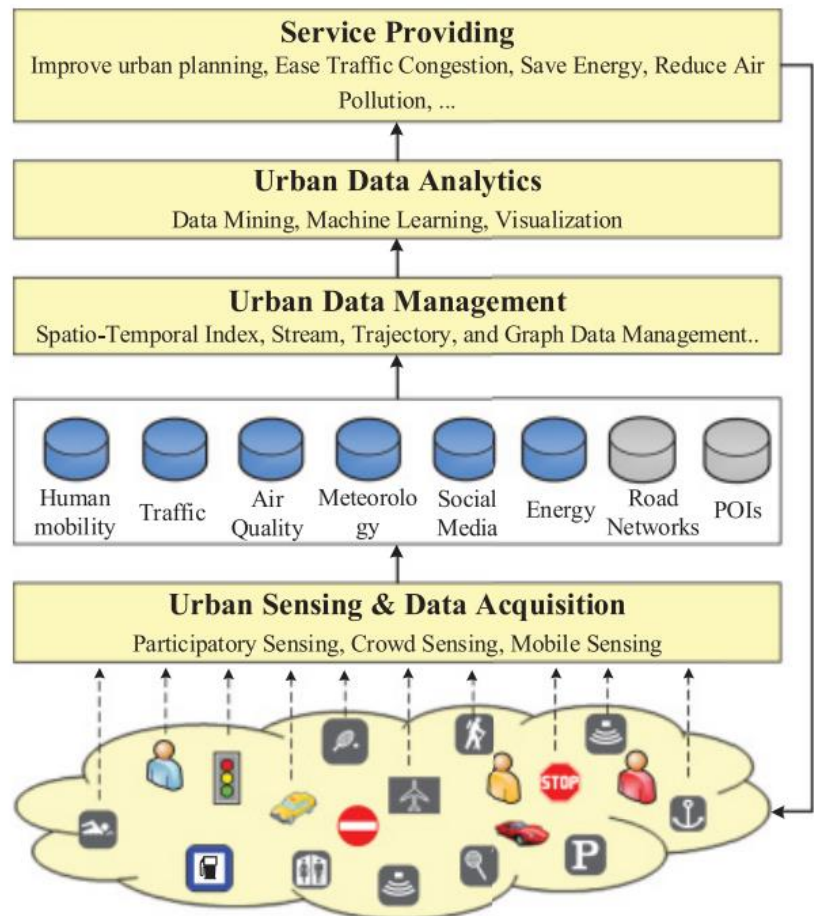 Service Providing
Improve urban planning, Ease Traffic Congestion, Save Energy, Reduce Air
Pollution, ...
Urban Data Analytics
Data Mining, Machine Learning, Visualization
Urban Data Management
Spatio-Temporal Index, Stream, Trajectory, and Graph Data Management..
Human
mobility
Traffic
Air
Quality
Meteorolo
gy
Social
Media
Energy
Road
Networks
POIs
Urban Sensing & Data Acquisition
Participatory Sensing, Crowd Sensing, Mobile Sensing
STOP
P